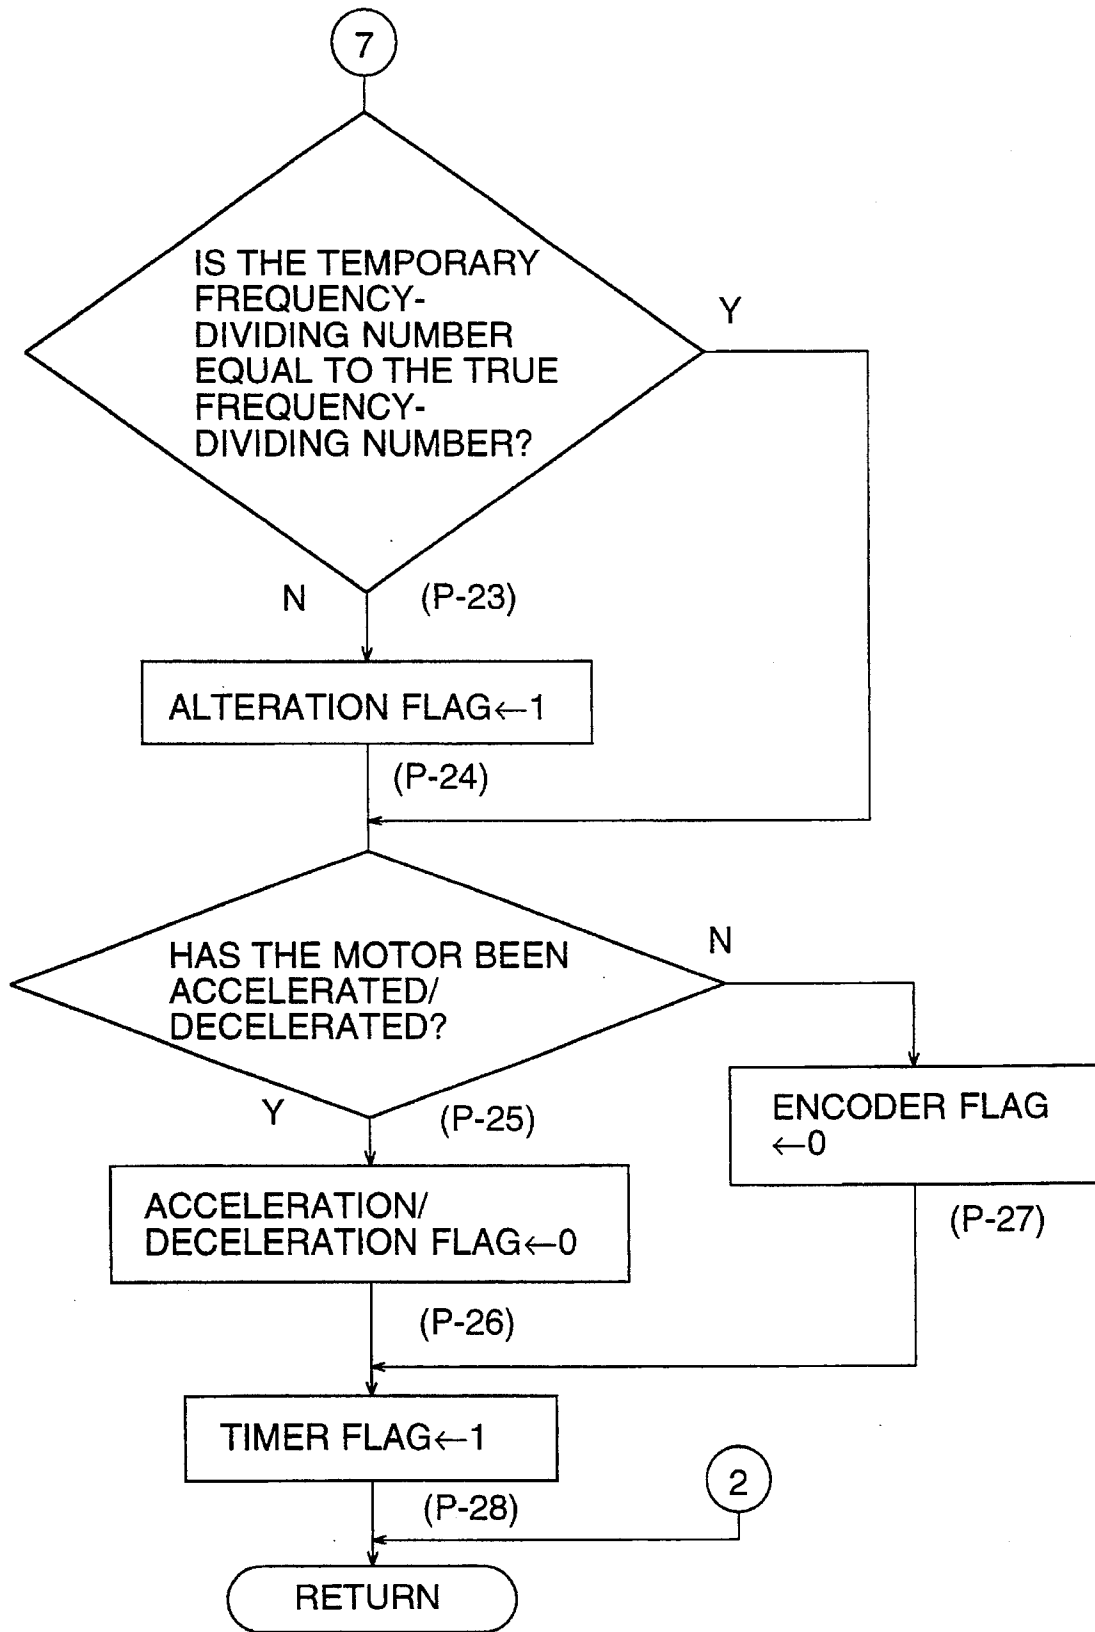 7
IS THE TEMPORARY
FREQUENCY-
DIVIDING NUMBER
EQUAL TO THE TRUE
FREQUENCY-
DIVIDING NUMBER?
Y
N
(P-23)
ALTERATION FLAG←1
(P-24)
HAS THE MOTOR BEEN
ACCELERATED/
DECELERATED?
N
Y
(P-25)
ENCODER FLAG
←0
(P-27)
ACCELERATION/
DECELERATION FLAG←0
(P-26)
TIMER FLAG←1
(P-28)
2
RETURN